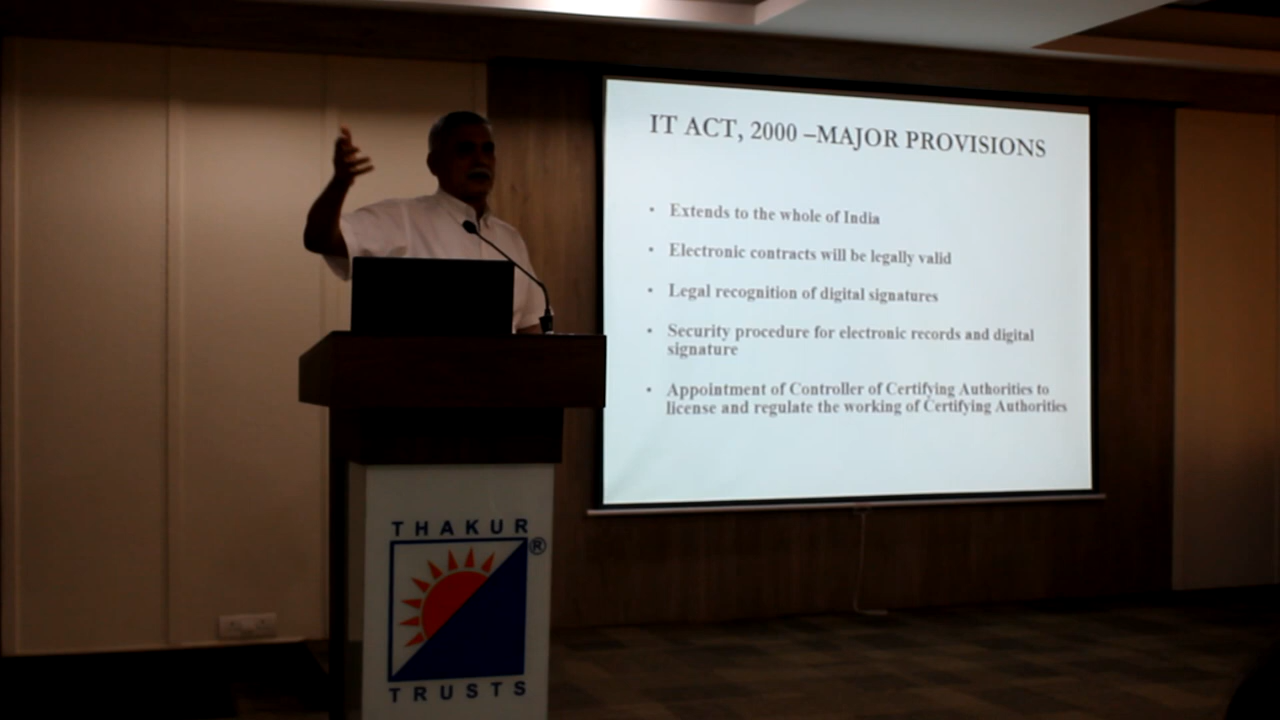 IT ACT, 2000 –MAJOR PROVISIONS
• Extends to the whole of India
• Electronic contracts will be legally valid
• Legal recognition of digital signatures
• Security procedure for electronic records and digital
signature
• Appointment of Controller of Certifying Authorities to
license and regulate the working of Certifying Authorities
THAKUR
®
TRUSTS